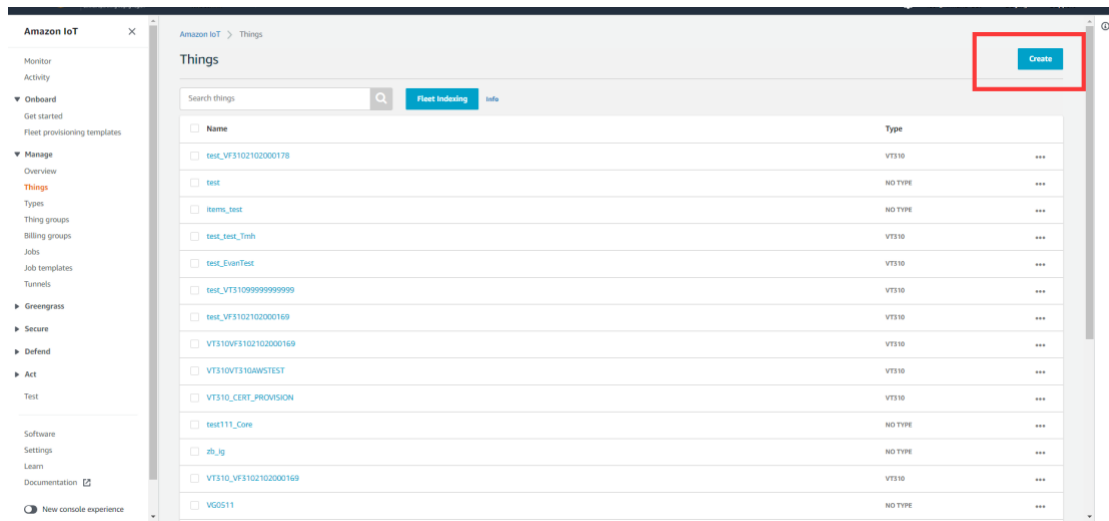 Amazon IoT
Monitor
Activity
Onboard
Get started
Fleet provisioning templates
Manage
Overview
Things
Types
Thing groups
Billing groups
Jobs
Job templates
Tunnels
Greengrass
Secure
Defend
Act
Test
Software
Settings
Learn
Documentation
New console experience
Amazon IoT > Things
Things
Create
Search things
Fleet Indexing Info
Name Type
test_VF3102102000178 VT310
test NO TYPE
items_test NO TYPE
test_test_Tmh VT310
test_EvanTest VT310
test_VT31099999999999 VT310
test_VF3102102000169 VT310
VT310VF3102102000169 VT310
VT310VT310AWSTEST VT310
VT310_CERT_PROVISION VT310
test111_Core NO TYPE
zb_ig NO TYPE
VT310_VF3102102000169 VT310
VG0511 NO TYPE